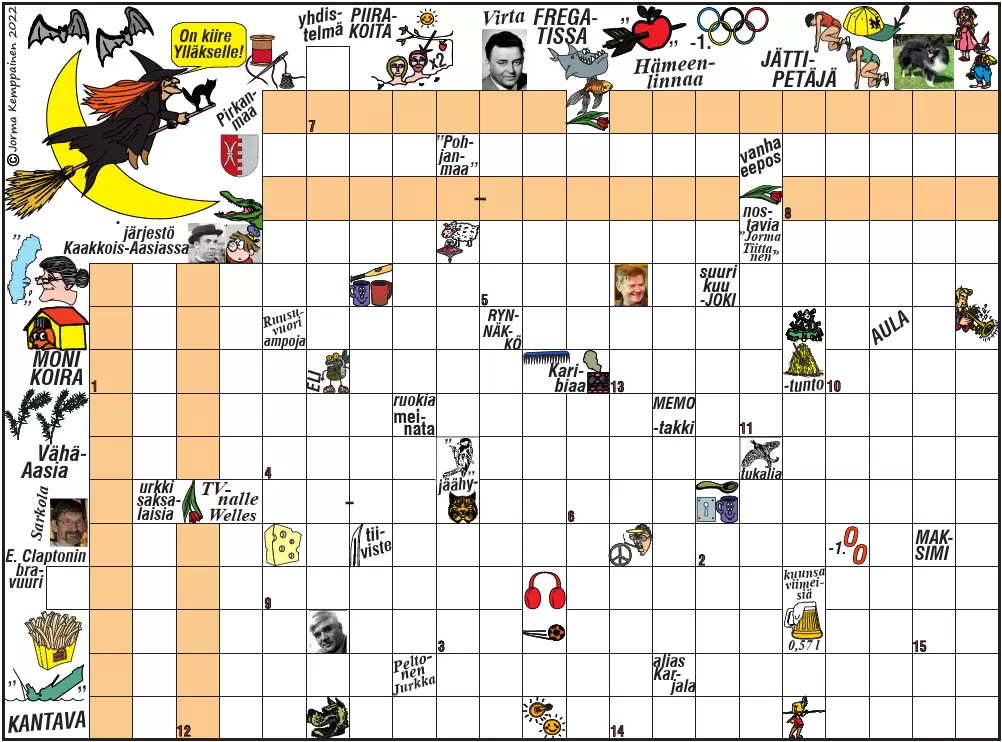 © Jorma Kemppainen 2022
On kiire
Ylläkselle!
yhdis-
telmä
PIIRA-
KOITA
x2
Virta
FREGA-
TISSA
” ”
-1.
Hämeen-
linnaa
JÄTTI-
PETÄJÄ
Pirkan-
maa
7
”Poh-
jan-
maa”
vanha
eepos
-
8
järjestö
Kaakkois-Aasiassa
nos-
tavia
”Jorma
Tiitta-
nen”
” ”
5
suuri
kuu
-JOKI
Ruusu-
vuori
ampoja
RYN-
NÄK-
KÖ
AULA
MONI
KOIRA
1
ELI
Kari-
biaa
13
-tunto
10
ruokia
mei-
nata
MEMO
-takki
11
Vähä-
Aasia
4
” ”
jäähy-
tukalia
Sarkola
urkki
saksa-
laisia
TV-
nalle
Welles
-
6
E. Claptonin
bra-
vuuri
tii-
viste
2
-1.
00
MAK-
SIMI
9
kuunsa
viimei-
siä
3
0,57 l
15
” ”
Pelto-
nen
Jurkka
alias
Kar-
jala
KANTAVA
12
14